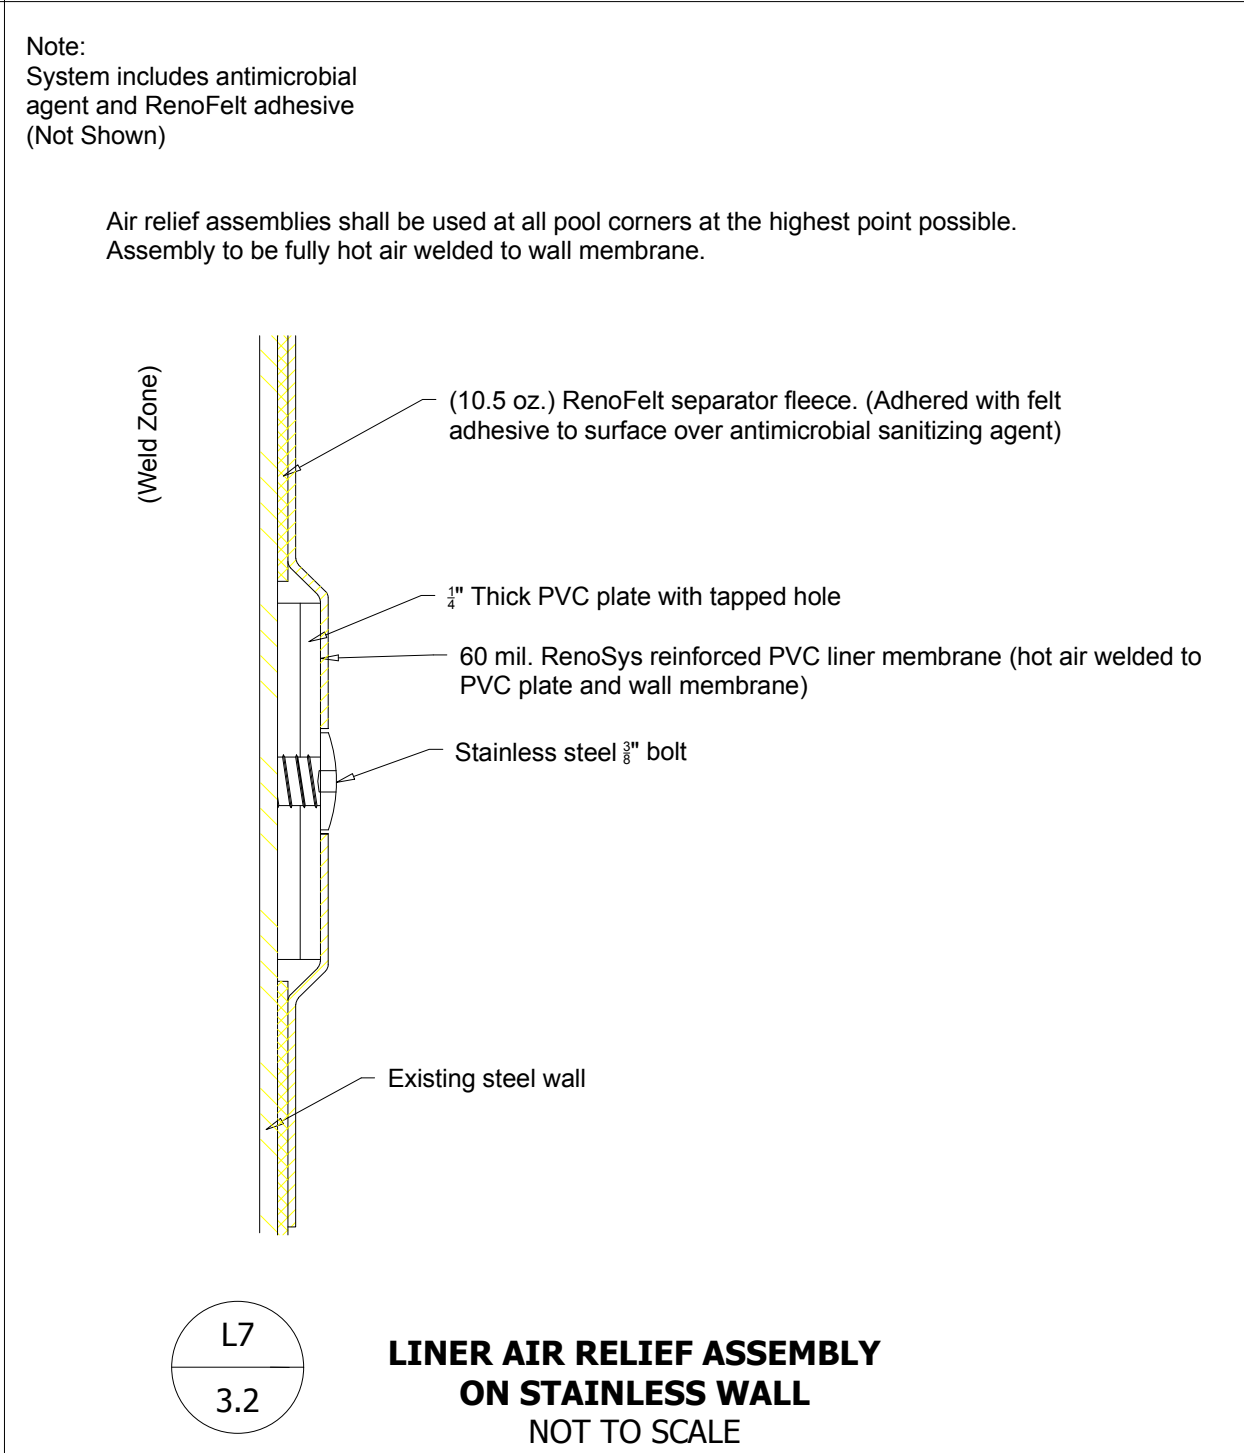 Note:
System includes antimicrobial
agent and RenoFelt adhesive
(Not Shown)
Air relief assemblies shall be used at all pool corners at the highest point possible.
Assembly to be fully hot air welded to wall membrane.
(Weld Zone)
(10.5 oz.) RenoFelt separator fleece. (Adhered with felt
adhesive to surface over antimicrobial sanitizing agent)
1/4" Thick PVC plate with tapped hole
60 mil. RenoSys reinforced PVC liner membrane (hot air welded to
PVC plate and wall membrane)
Stainless steel 3/8" bolt
Existing steel wall
L7
3.2
LINER AIR RELIEF ASSEMBLY
ON STAINLESS WALL
NOT TO SCALE